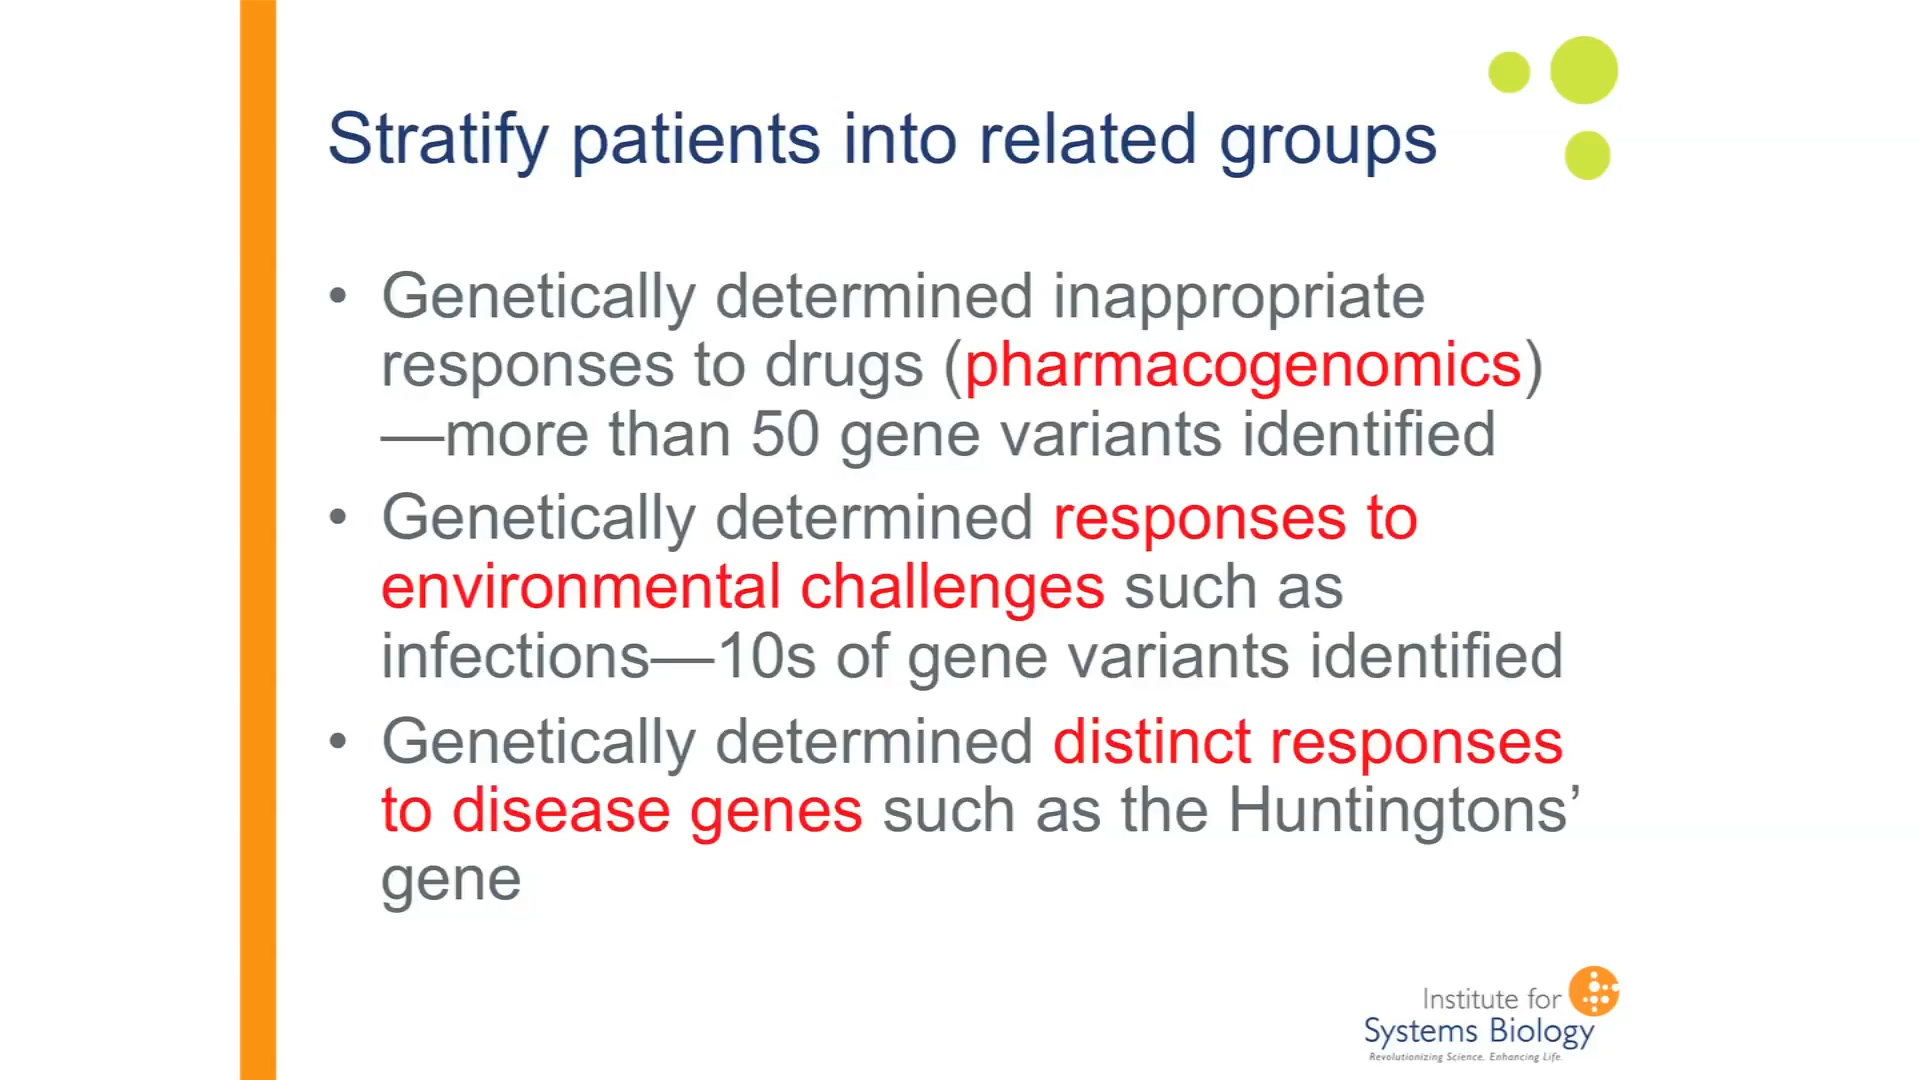 Stratify patients into related groups
• Genetically determined inappropriate
responses to drugs (pharmacogenomics)
—more than 50 gene variants identified
• Genetically determined responses to
environmental challenges such as
infections—10s of gene variants identified
• Genetically determined distinct responses
to disease genes such as the Huntingtons’
gene
Institute for
Systems Biology
Revolutionizing Science. Enhancing Life.